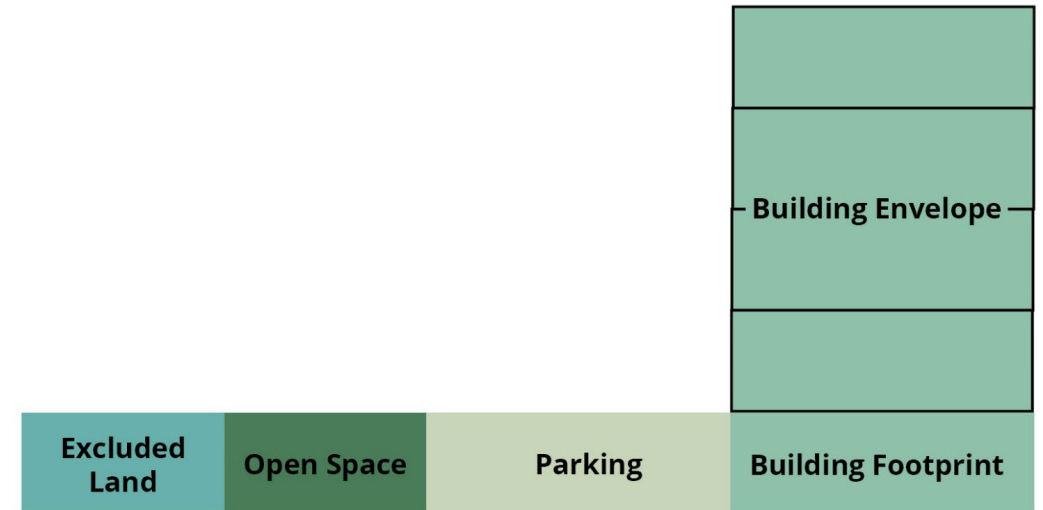 Building Envelope
Excluded
Land
Open Space
Parking
Building Footprint